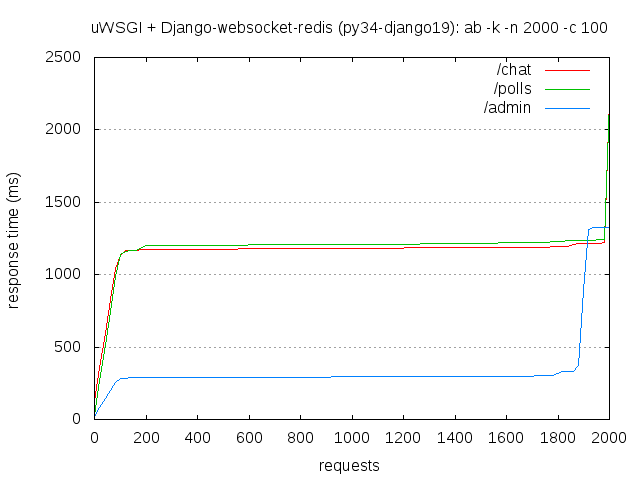 uWSGI + Django-websocket-redis (py34-django19): ab -k -n 2000 -c 100
2500
2000
1500
1000
500
0
response time (ms)
/chat
/polls
/admin
0 200 400 600 800 1000 1200 1400 1600 1800 2000
requests